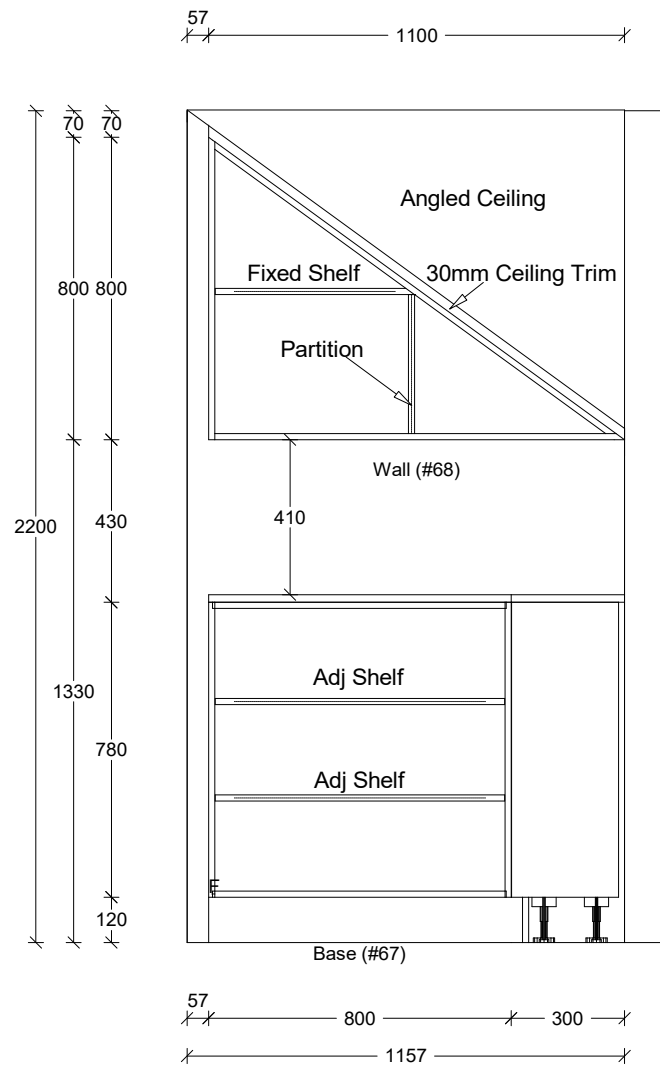 57
1100
70
70
Angled Ceiling
Fixed Shelf
30mm Ceiling Trim
800
800
Partition
Wall (#68)
2200
430
410
Adj Shelf
1330
780
Adj Shelf
F
120
Base (#67)
57
800
300
1157